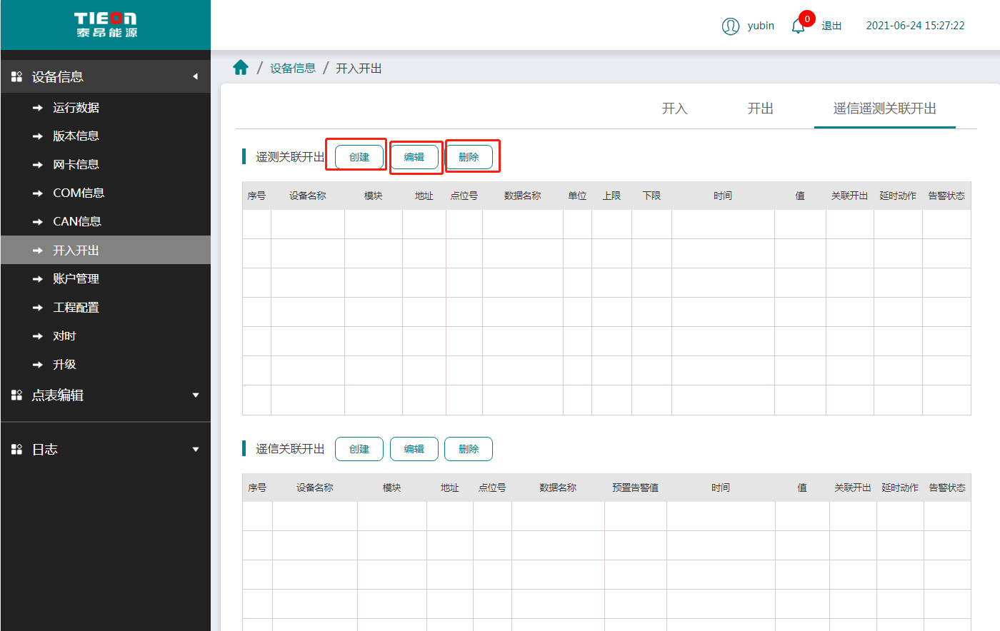 TIEON
泰昂能源
yubin
0
退出
2021-06-24 15:27:22
设备信息
运行数据
版本信息
网卡信息
COM信息
CAN信息
开入开出
账户管理
工程配置
对时
升级
点表编辑
日志
/ 设备信息 / 开入开出
开入 开出 遥信遥测关联开出
遥测关联开出 创建 编辑 删除
序号 设备名称 模块 地址 点位号 数据名称 单位 上限 下限 时间 值 关联开出 延时动作 告警状态
遥信关联开出 创建 编辑 删除
序号 设备名称 模块 地址 点位号 数据名称 预置告警值 时间 值 关联开出 延时动作 告警状态